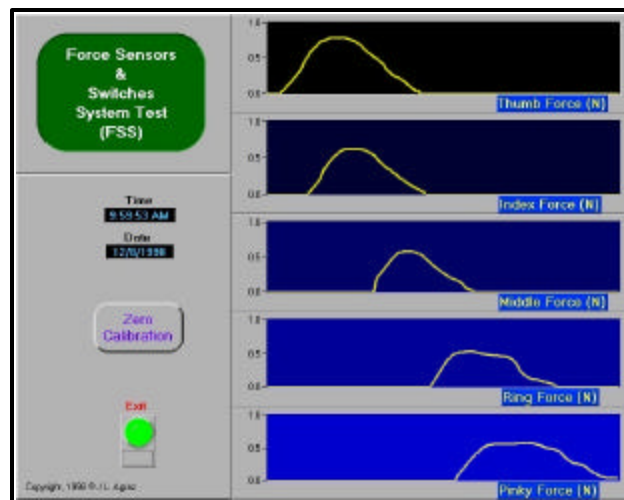 Force Sensors
&
Switches
System Test
(FSS)
Time
9:59:53 AM
Date
12/8/1998
Zero
Calibration
Exit
Copyright, 1998 © J L. Agraz
1.0
0.5
0.0
Thumb Force (N)
1.0
0.5
0.0
Index Force (N)
1.0
0.5
0.0
Middle Force (N)
1.0
0.5
0.0
Ring Force (N)
1.0
0.5
0.0
Pinky Force (N)